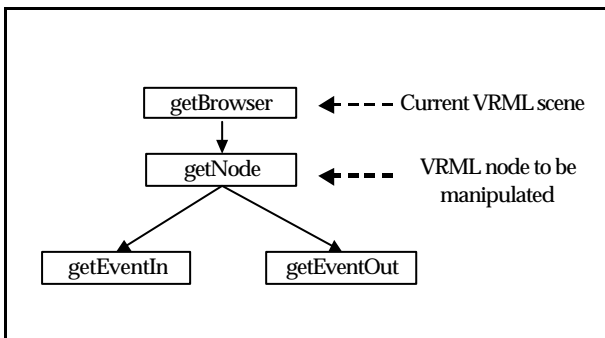 getBrowser
Current VRML scene
getNode
VRML node to be
manipulated
getEventIn
getEventOut